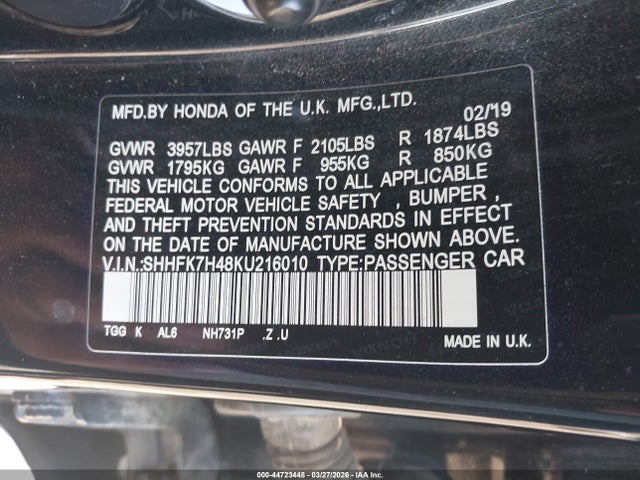 MFD.BY HONDA OF THE U.K. MFG.,LTD. 02/'19
GVWR 3957LBS GAWR F 2105LBS R 1874LBS
GVWR 1795KG GAWR F 955KG R 850KG
THIS VEHICLE CONFORMS TO ALL APPLICABLE
FEDERAL MOTOR VEHICLE SAFETY , BUMPER ,
AND THEFT PREVENTION STANDARDS IN EFFECT
ON THE DATE OF MANUFACTURE SHOWN ABOVE.
V.I.N.:SHHFK7H48KU216010 TYPE:PASSENGER CAR
TGG K AL6 NH731P .Z .U MADE IN U.K.
000-44723448 | 03/27/2026 | IAA Inc.